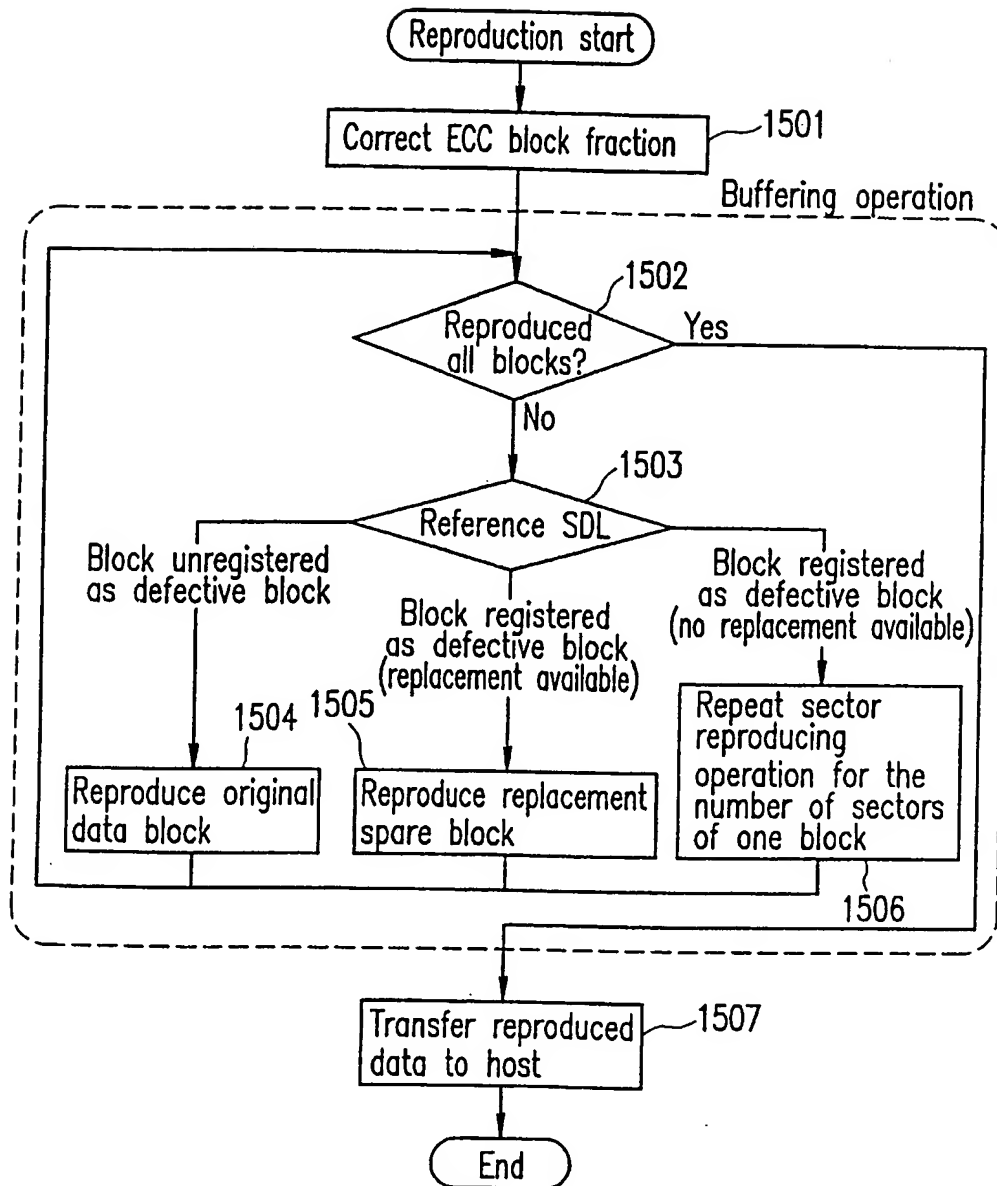 Reproduction start
Correct ECC block fraction
1501
Buffering operation
1502
Reproduced
all blocks?
Yes
No
1503
Reference SDL
Block unregistered
as defective block
Block registered
as defective block
(replacement available)
Block registered
as defective block
(no replacement available)
1504
Reproduce original
data block
1505
Reproduce replacement
spare block
Repeat sector
reproducing
operation for the
number of sectors
of one block
1506
Transfer reproduced
data to host
1507
End